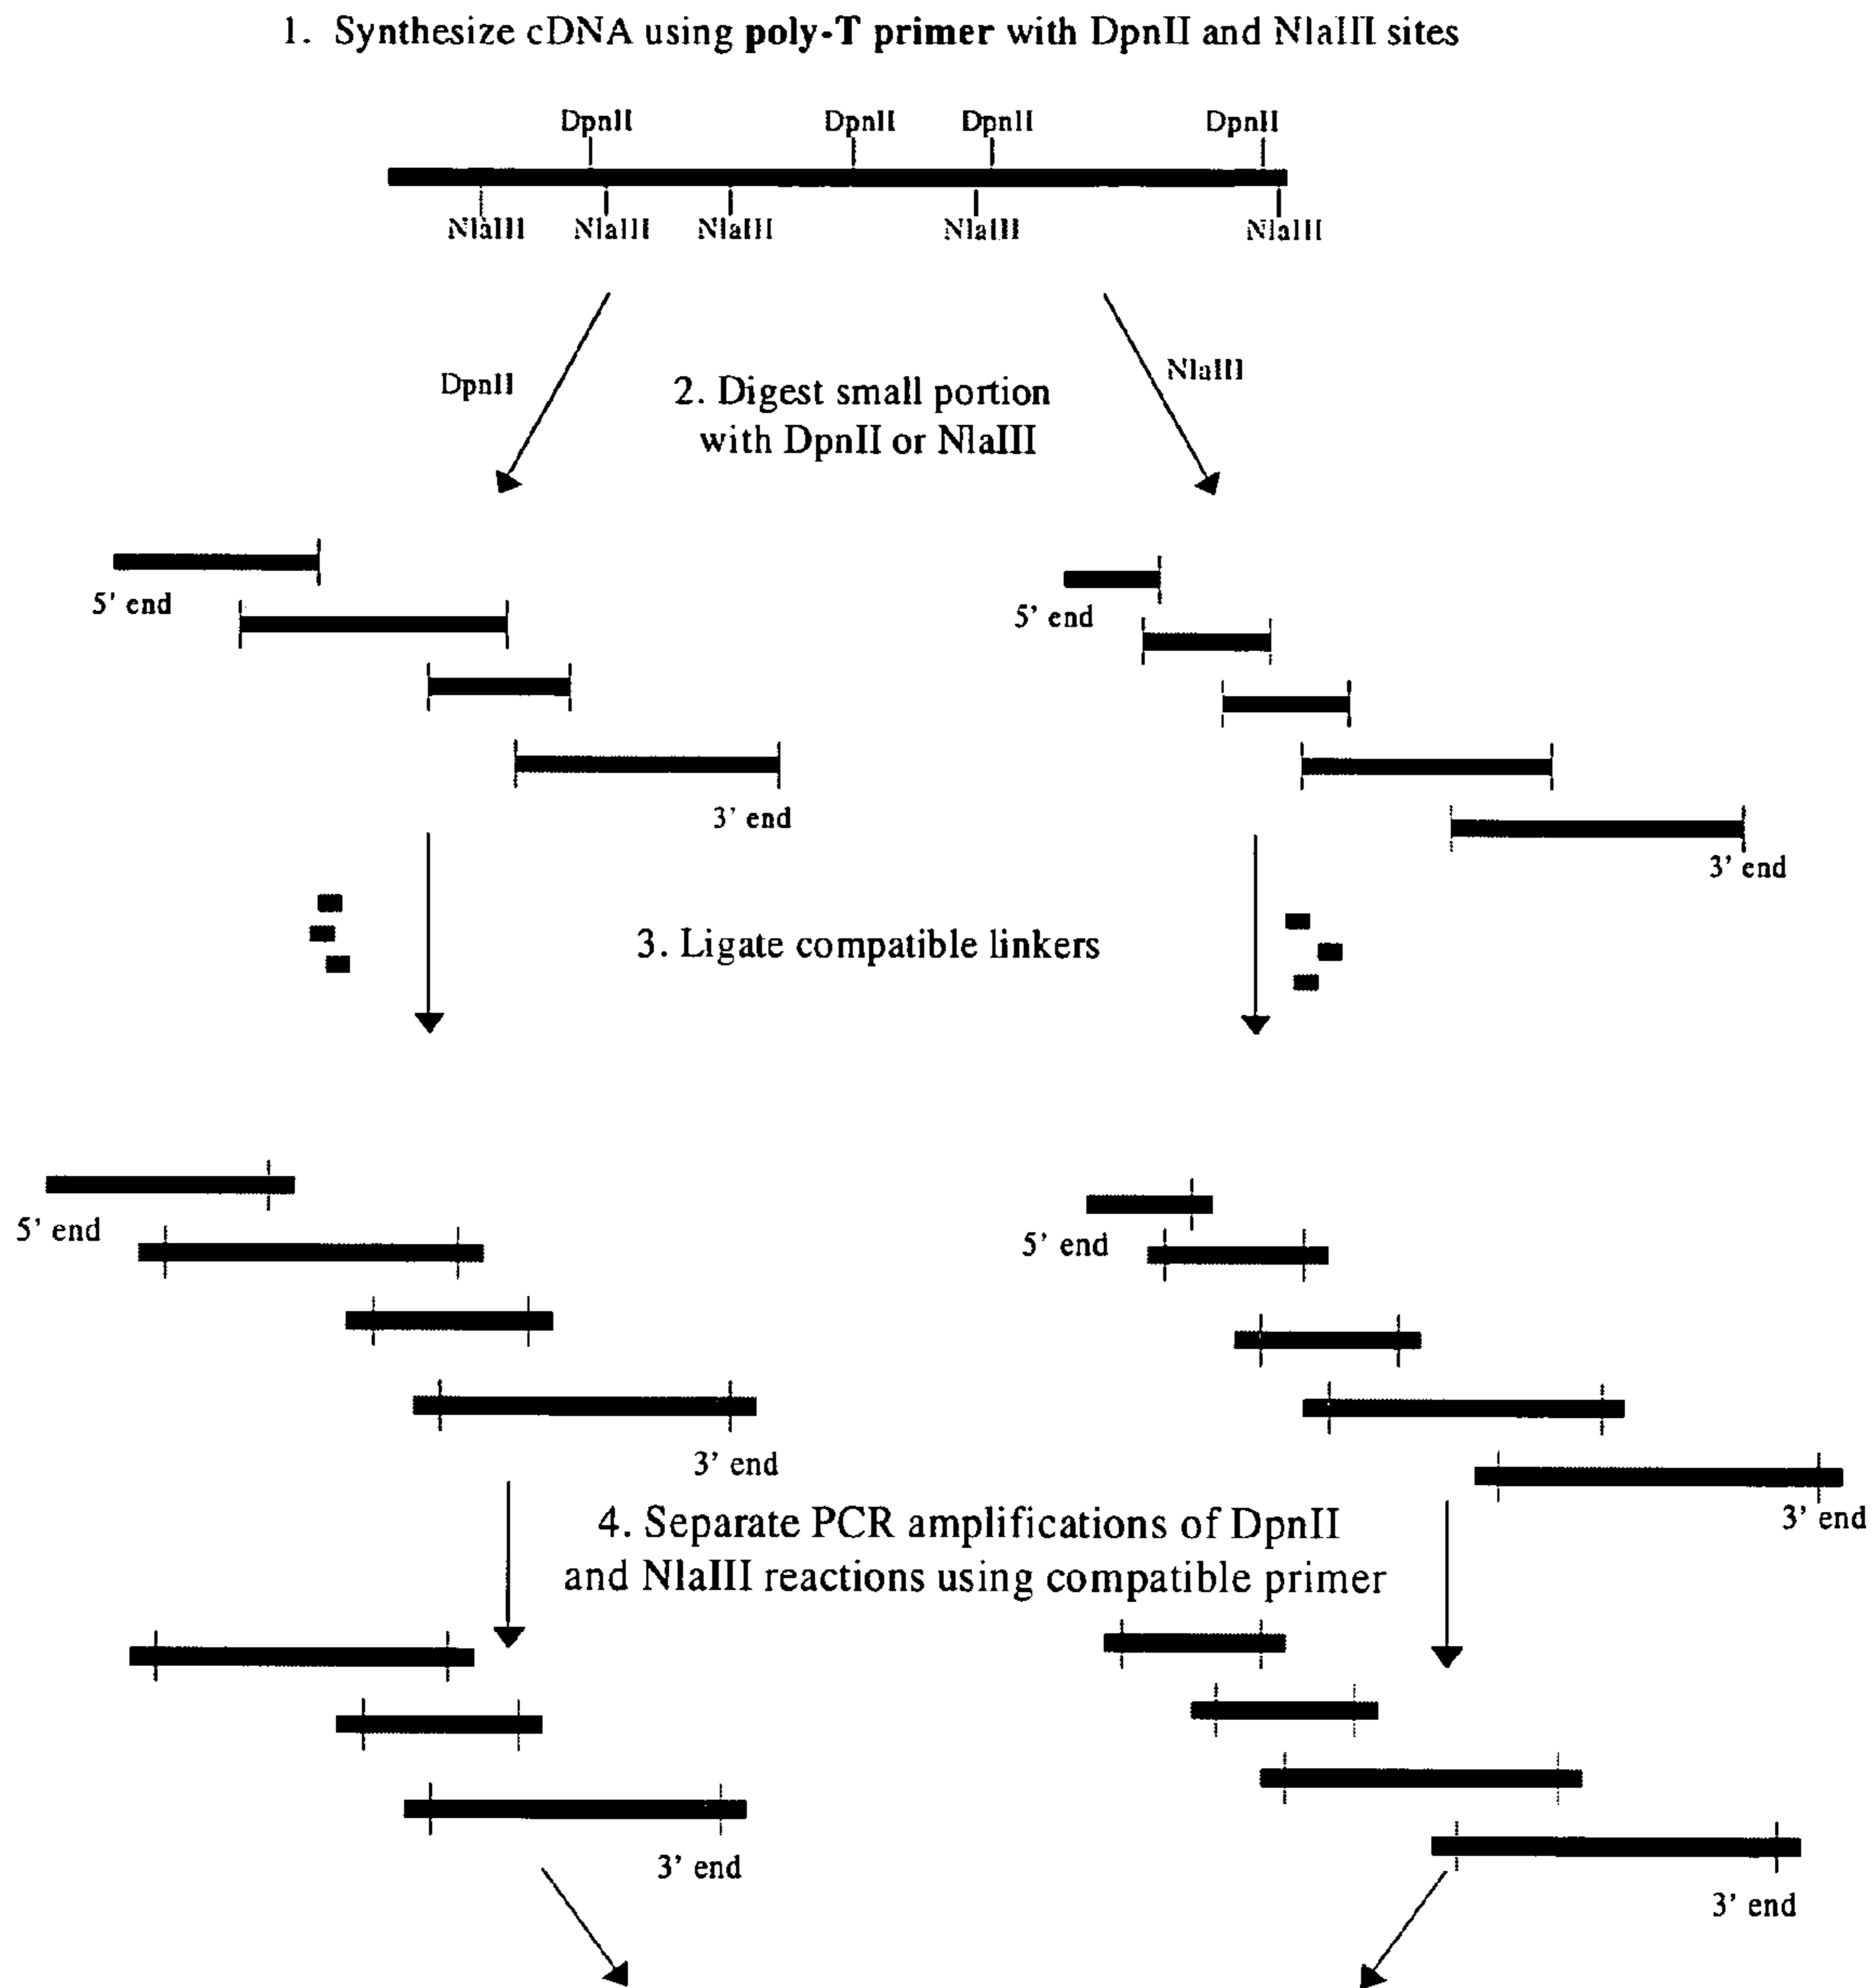 1. Synthesize cDNA using poly-T primer with DpnII and NlaIII sites
DpnII DpnII DpnII DpnII
NlaIII NlaIII NlaIII NlaIII NlaIII
DpnII
NlaIII
2. Digest small portion
with DpnII or NlaIII
5' end
5' end
3' end
3' end
3. Ligate compatible linkers
5' end
5' end
3' end
3' end
4. Separate PCR amplifications of DpnII
and NlaIII reactions using compatible primer
3' end
3' end